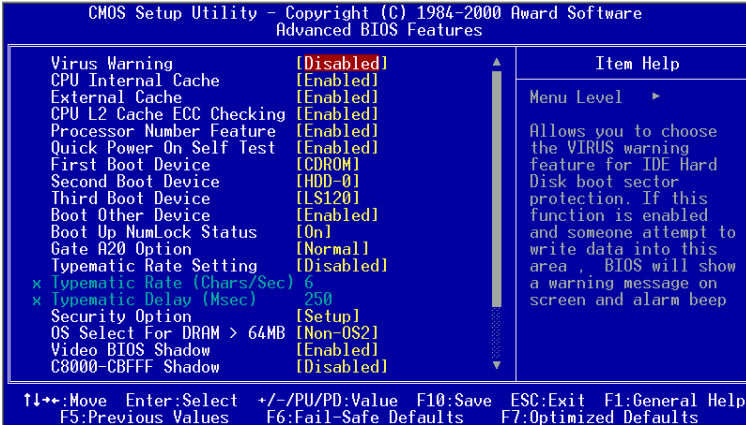 CMOS Setup Utility - Copyright (C) 1984-2000 Award Software
Advanced BIOS Features
Virus Warning [Disabled]
CPU Internal Cache [Enabled]
External Cache [Enabled]
CPU L2 Cache ECC Checking [Enabled]
Processor Number Feature [Enabled]
Quick Power On Self Test [Enabled]
First Boot Device [CDROM]
Second Boot Device [HDD-0]
Third Boot Device [LS120]
Boot Other Device [Enabled]
Boot Up NumLock Status [On]
Gate A20 Option [Normal]
Typematic Rate Setting [Disabled]
x Typematic Rate (Chars/Sec) 6
x Typematic Delay (Msec) 250
Security Option [Setup]
OS Select For DRAM > 64MB [Non-OS2]
Video BIOS Shadow [Enabled]
C8000-CBFFF Shadow [Disabled]
Item Help
Menu Level ►
Allows you to choose
the VIRUS warning
feature for IDE Hard
Disk boot sector
protection. If this
function is enabled
and someone attempt to
write data into this
area , BIOS will show
a warning message on
screen and alarm beep
↑↓→←:Move Enter:Select +/-/PU/PD:Value F10:Save ESC:Exit F1:General Help
F5:Previous Values F6:Fail-Safe Defaults F7:Optimized Defaults